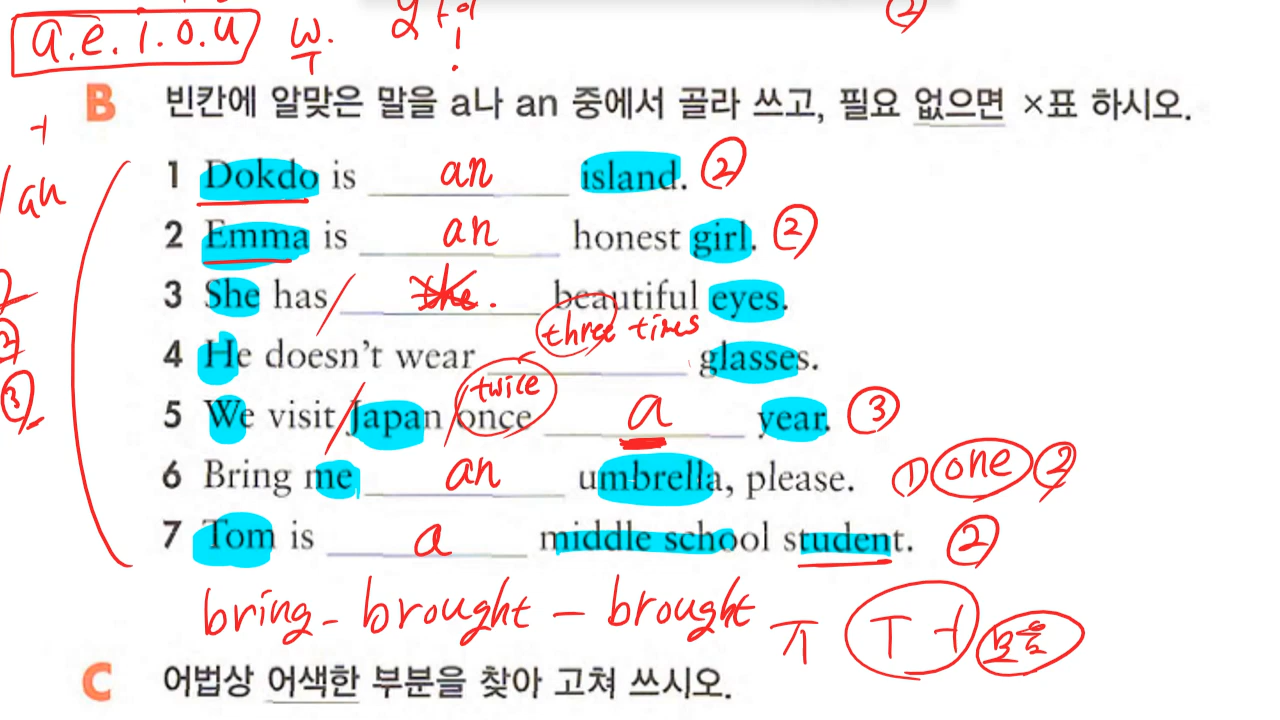 a.e.i.o.u
B 빈칸에 알맞은 말을 a나 an 중에서 골라 쓰고, 필요 없으면 ×표 하시오.
an
1 Dokdo is an island. ②
2 Emma is an honest girl. ②
3 She has the. beautiful eyes.
three times
4 He doesn't wear glasses.
twice
5 We visit Japan once a year. ③
6 Bring me an umbrella, please. ① one ②
7 Tom is a middle school student. ②
bring - brought - brought
모음
C 어법상 어색한 부분을 찾아 고쳐 쓰시오.